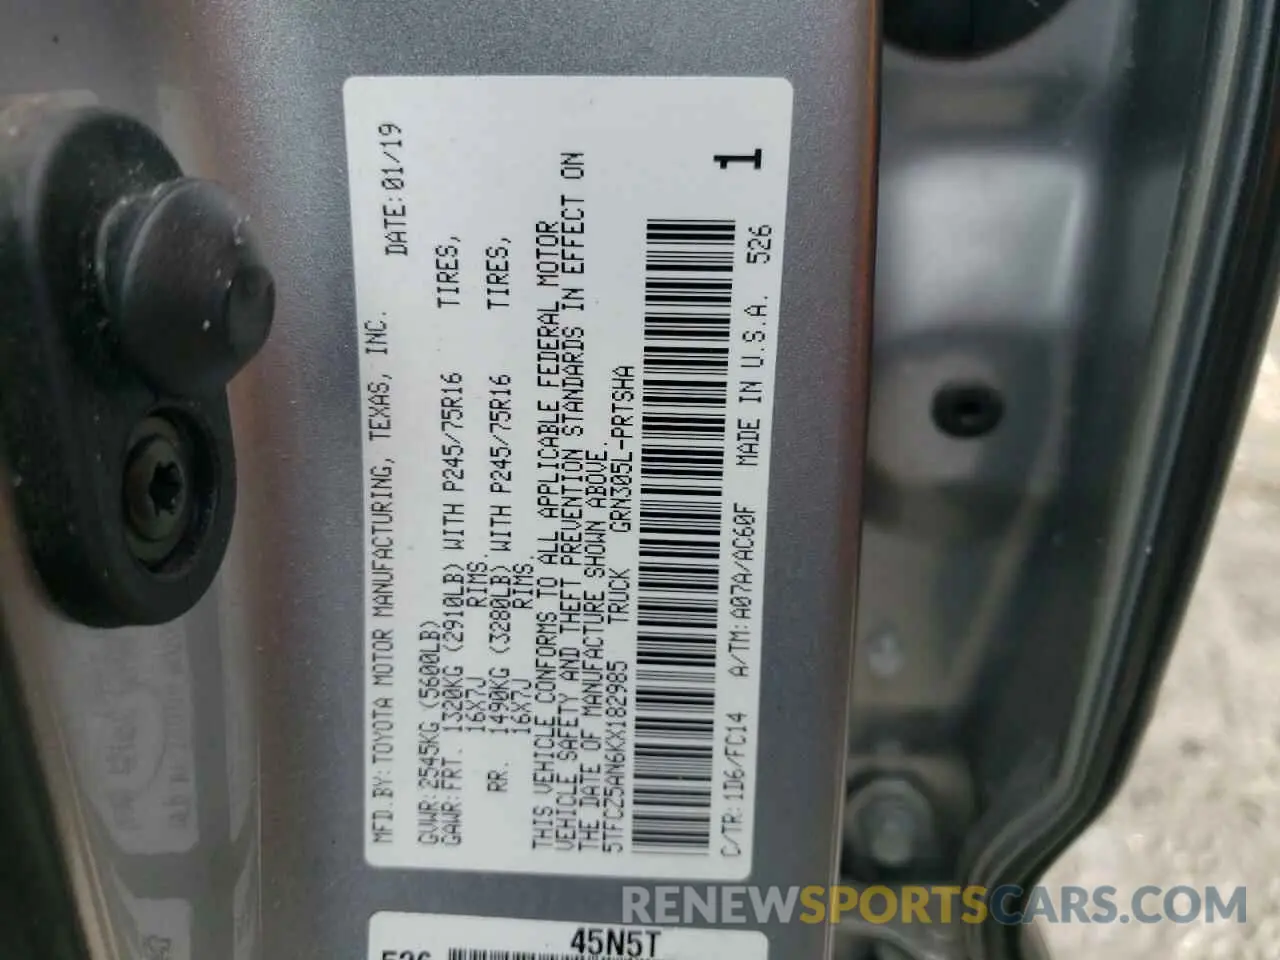 MFD.BY:TOYOTA MOTOR MANUFACTURING, TEXAS, INC. DATE:01/19
GVWR:2545KG (5600LB)
GAWR:FRT. 1320KG (2910LB) WITH P245/75R16 TIRES,
16X7J RIMS.
RR. 1490KG (3280LB) WITH P245/75R16 TIRES,
16X7J RIMS.
THIS VEHICLE CONFORMS TO ALL APPLICABLE FEDERAL MOTOR
VEHICLE SAFETY AND THEFT PREVENTION STANDARDS IN EFFECT ON
THE DATE OF MANUFACTURE SHOWN ABOVE.
5TFCZ5AN6KX182985 TRUCK GRN305L-PRTSHA
1
C/TR:1D6/FC14 A/TM:A07A/AC60F MADE IN U.S.A. 526
45N5T
526
RENEWSPORTSCARS.COM